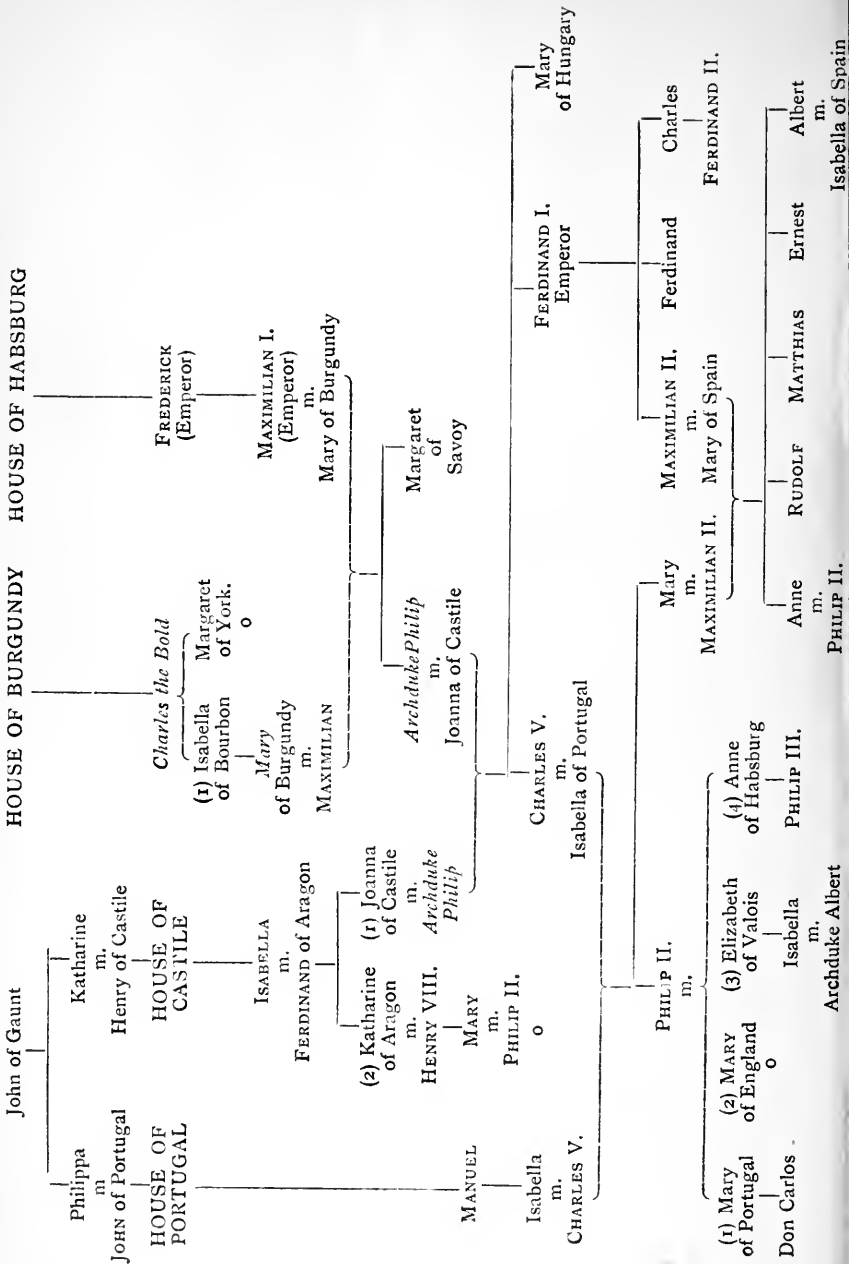 HOUSE OF BURGUNDY HOUSE OF HABSBURG
John of Gaunt
Philippa
m
JOHN of Portugal
HOUSE OF
PORTUGAL
Katharine
m.
Henry of Castile
HOUSE OF
CASTILE
Charles the Bold
(1) Isabella
of Bourbon
Margaret
of York.
o
Mary
of Burgundy
m.
MAXIMILIAN
FREDERICK
(Emperor)
MAXIMILIAN I.
(Emperor)
m.
Mary of Burgundy
ISABELLA
m.
FERDINAND of Aragon
(2) Katharine
of Aragon
m.
HENRY VIII.
MARY
m.
PHILIP II.
o
(1) Joanna
of Castile
m.
Archduke
Philip
Archduke Philip
m.
Joanna of Castile
Margaret
of
Savoy
MANUEL
Isabella
m.
CHARLES V.
CHARLES V.
m.
Isabella of Portugal
FERDINAND I.
Emperor
Mary
of Hungary
PHILIP II.
m.
Mary
m.
MAXIMILIAN II.
MAXIMILIAN II.
m.
Mary of Spain
Ferdinand
Charles
FERDINAND II.
(1) Mary
of Portugal
Don Carlos
(2) MARY
of England
o
(3) Elizabeth
of Valois
Isabella
m.
Archduke Albert
(4) Anne
of Habsburg
PHILIP III.
Anne
m.
PHILIP II.
RUDOLF
MATTHIAS
Ernest
Albert
m.
Isabella of Spain